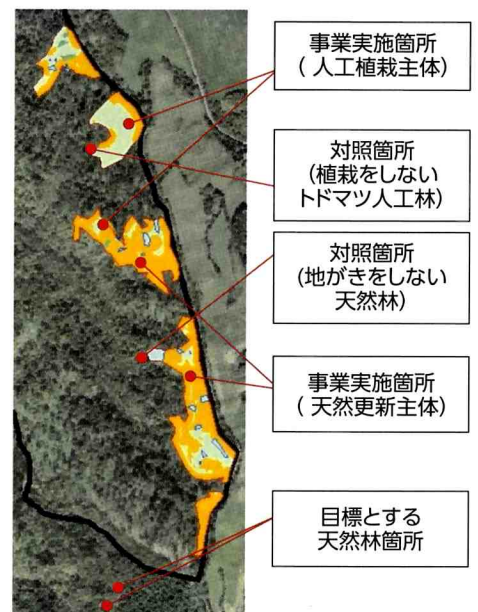 事業実施箇所
( 人工植栽主体)
対照箇所
(植栽をしない
トドマツ人工林)
対照箇所
(地がきをしない
天然林)
事業実施箇所
( 天然更新主体)
目標とする
天然林箇所